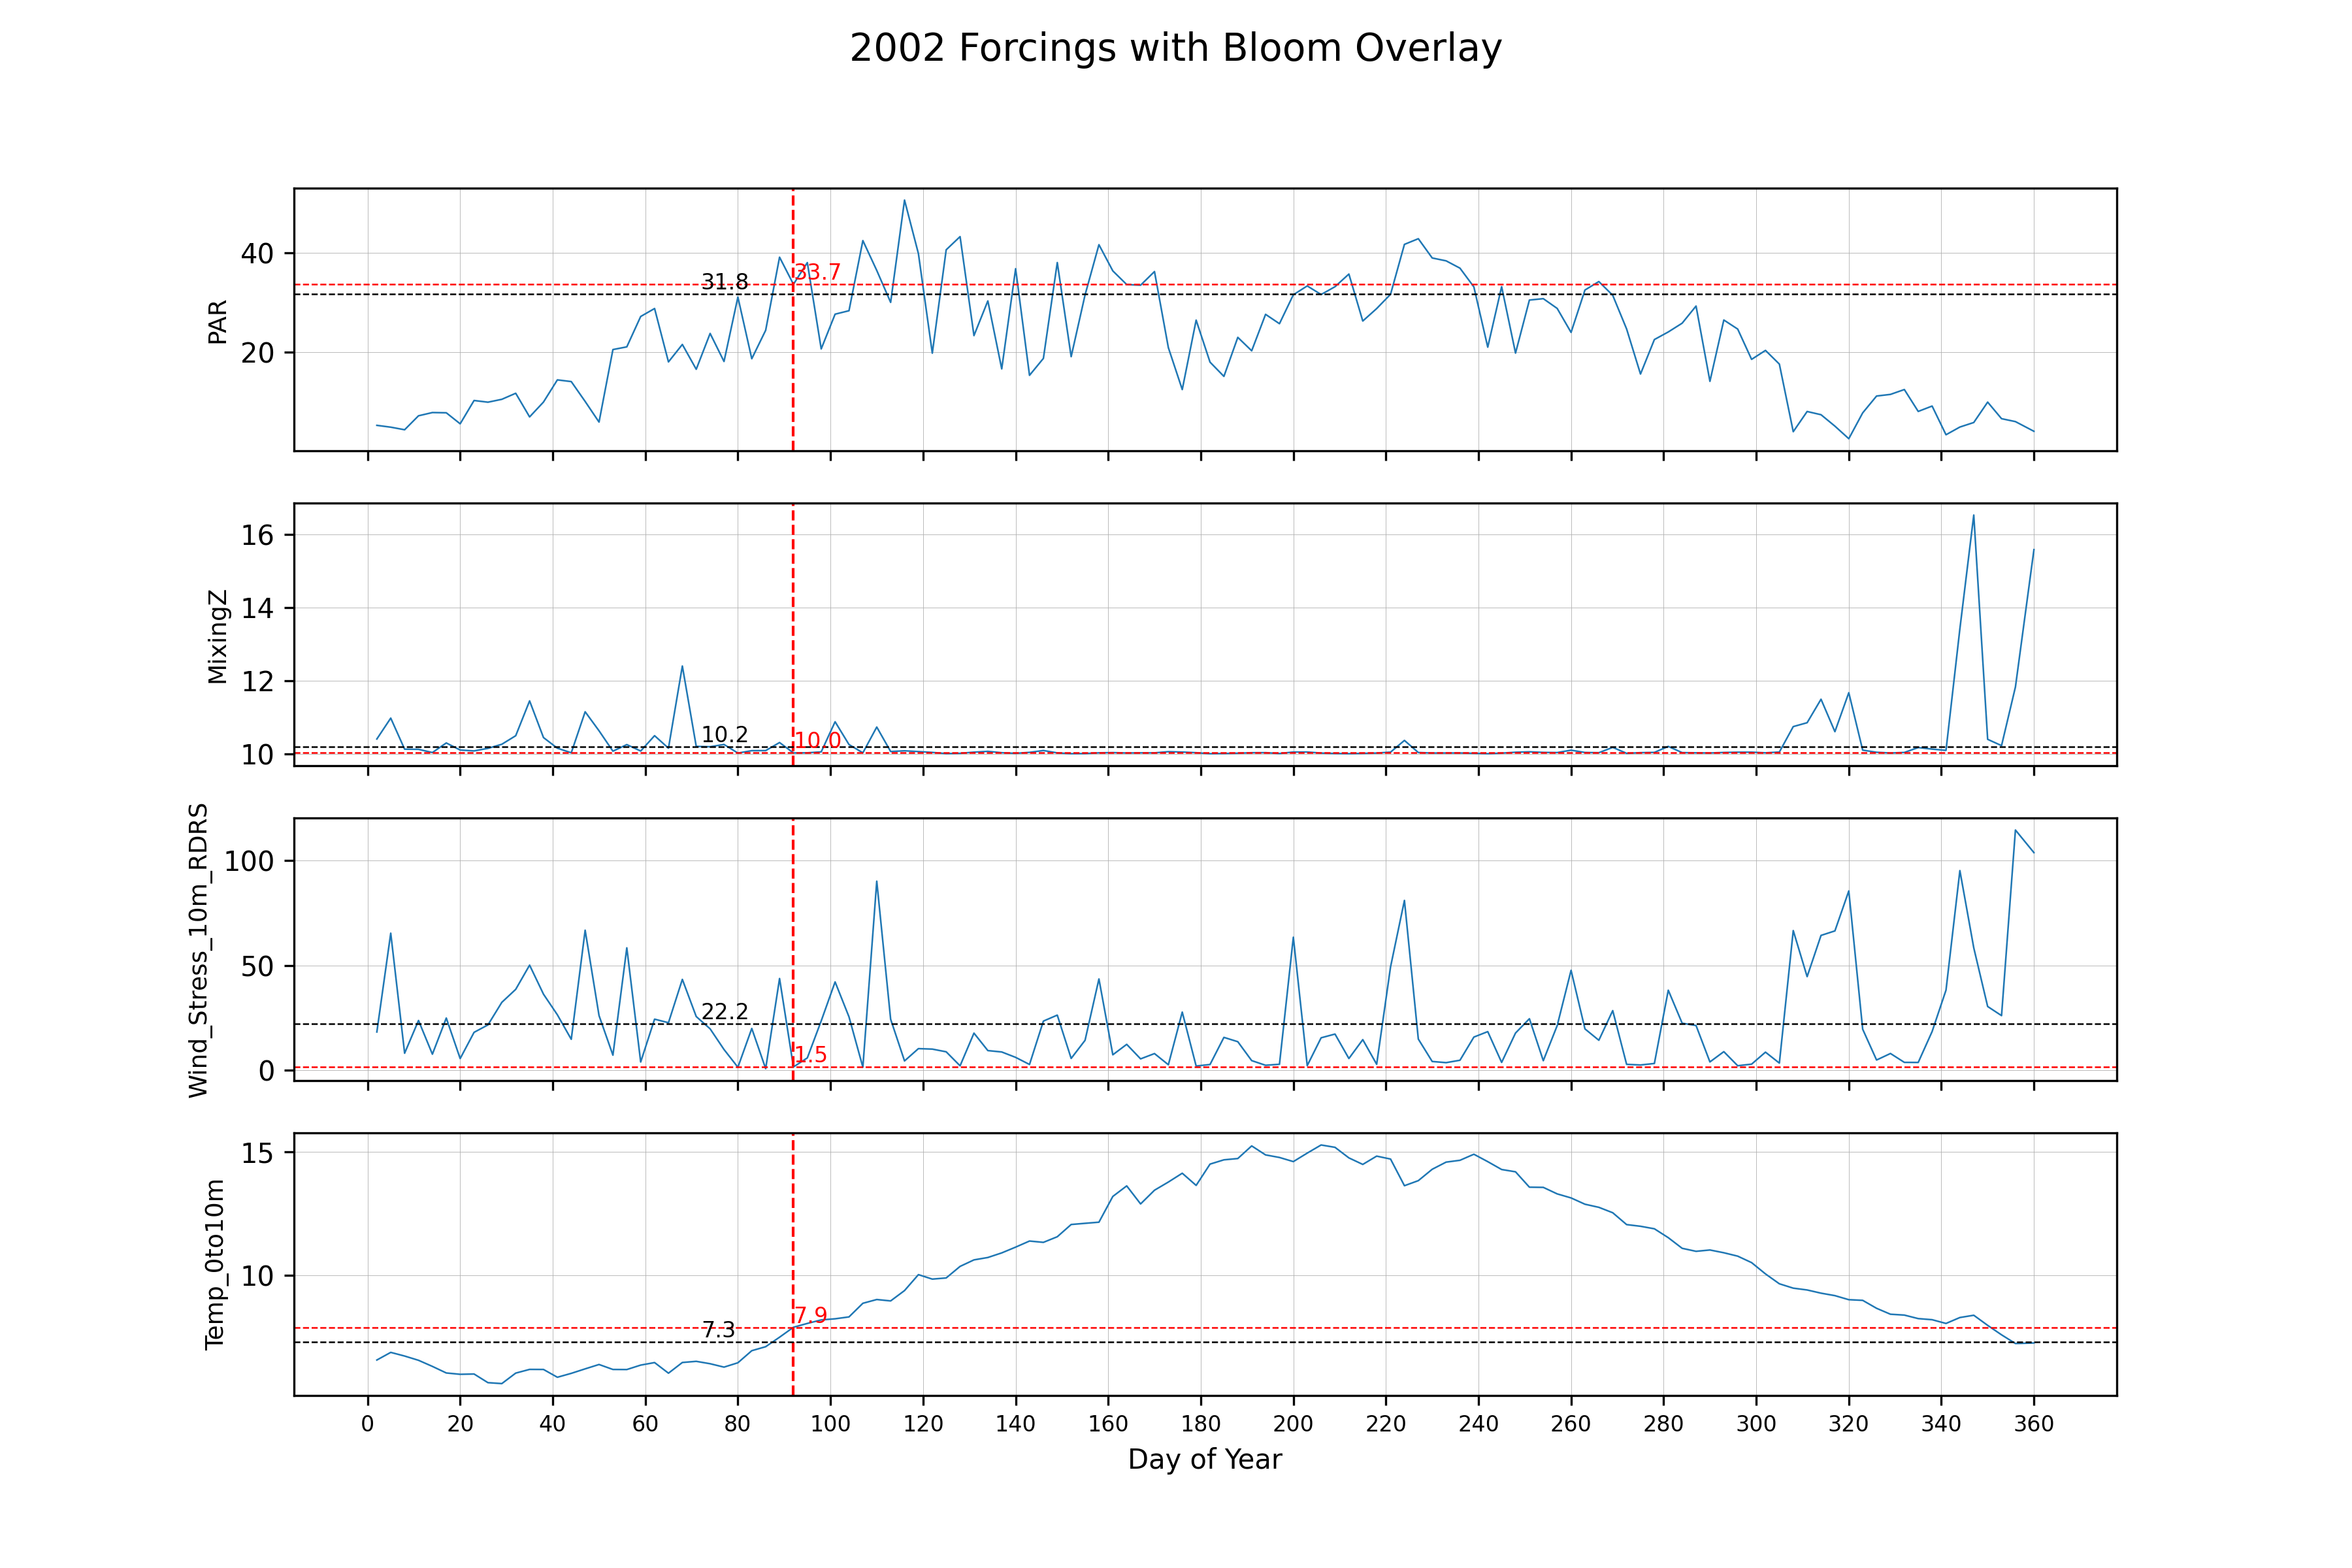 2002 Forcings with Bloom Overlay
PAR
40
20
31.8
33.7
MixingZ
16
14
12
10
10.2
10.0
Wind_Stress_10m_RDRS
100
50
0
22.2
1.5
Temp_0to10m
15
10
7.3
7.9
0 20 40 60 80 100 120 140 160 180 200 220 240 260 280 300 320 340 360
Day of Year